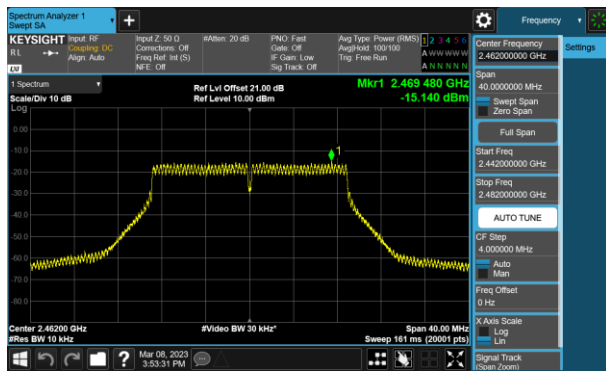 Spectrum Analyzer 1
Swept SA
+
Frequency
KEYSIGHT
RL
LXI
Input: RF
Coupling: DC
Align: Auto
Input Z: 50 Ω
Corrections: Off
Freq Ref: Int (S)
NFE: Off
#Atten: 20 dB
PNO: Fast
Gate: Off
IF Gain: Low
Sig Track: Off
Avg Type: Power (RMS)
Avg|Hold: 100/100
Trig: Free Run
1 2 3 4 5 6
A W W W W W
A N N N N N
1 Spectrum
Scale/Div 10 dB
Log
Ref Lvl Offset 21.00 dB
Ref Level 10.00 dBm
Mkr1 2.469 480 GHz
-15.140 dBm
1
0.00
-10.0
-20.0
-30.0
-40.0
-50.0
-60.0
-70.0
-80.0
Center 2.46200 GHz
#Res BW 10 kHz
#Video BW 30 kHz*
Span 40.00 MHz
Sweep 161 ms (20001 pts)
?
Mar 08, 2023
3:53:31 PM
Center Frequency
2.462000000 GHz
Span
40.0000000 MHz
Swept Span
Zero Span
Full Span
Start Freq
2.442000000 GHz
Stop Freq
2.482000000 GHz
AUTO TUNE
CF Step
4.000000 MHz
Auto
Man
Freq Offset
0 Hz
X Axis Scale
Log
Lin
Signal Track
(Span Zoom)
Settings